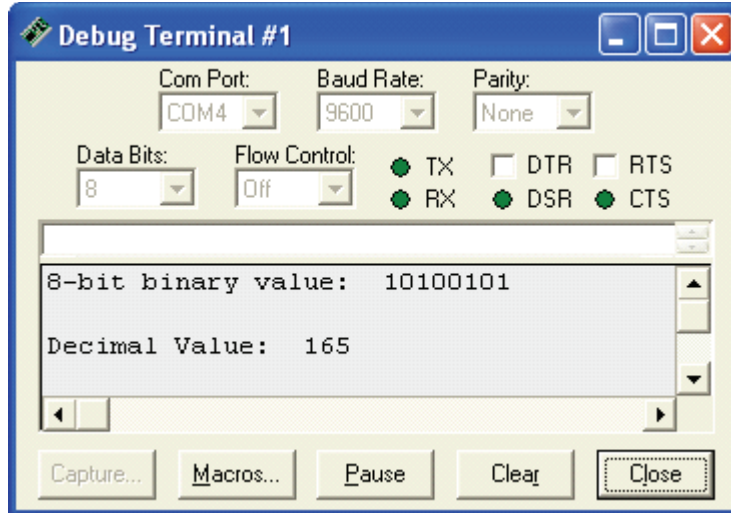 Debug Terminal #1
Com Port: Baud Rate: Parity:
COM4 9600 None
Data Bits: Flow Control: TX DTR RTS
8 Off RX DSR CTS
8-bit binary value:  10100101
Decimal Value:  165
Capture... Macros... Pause Clear Close